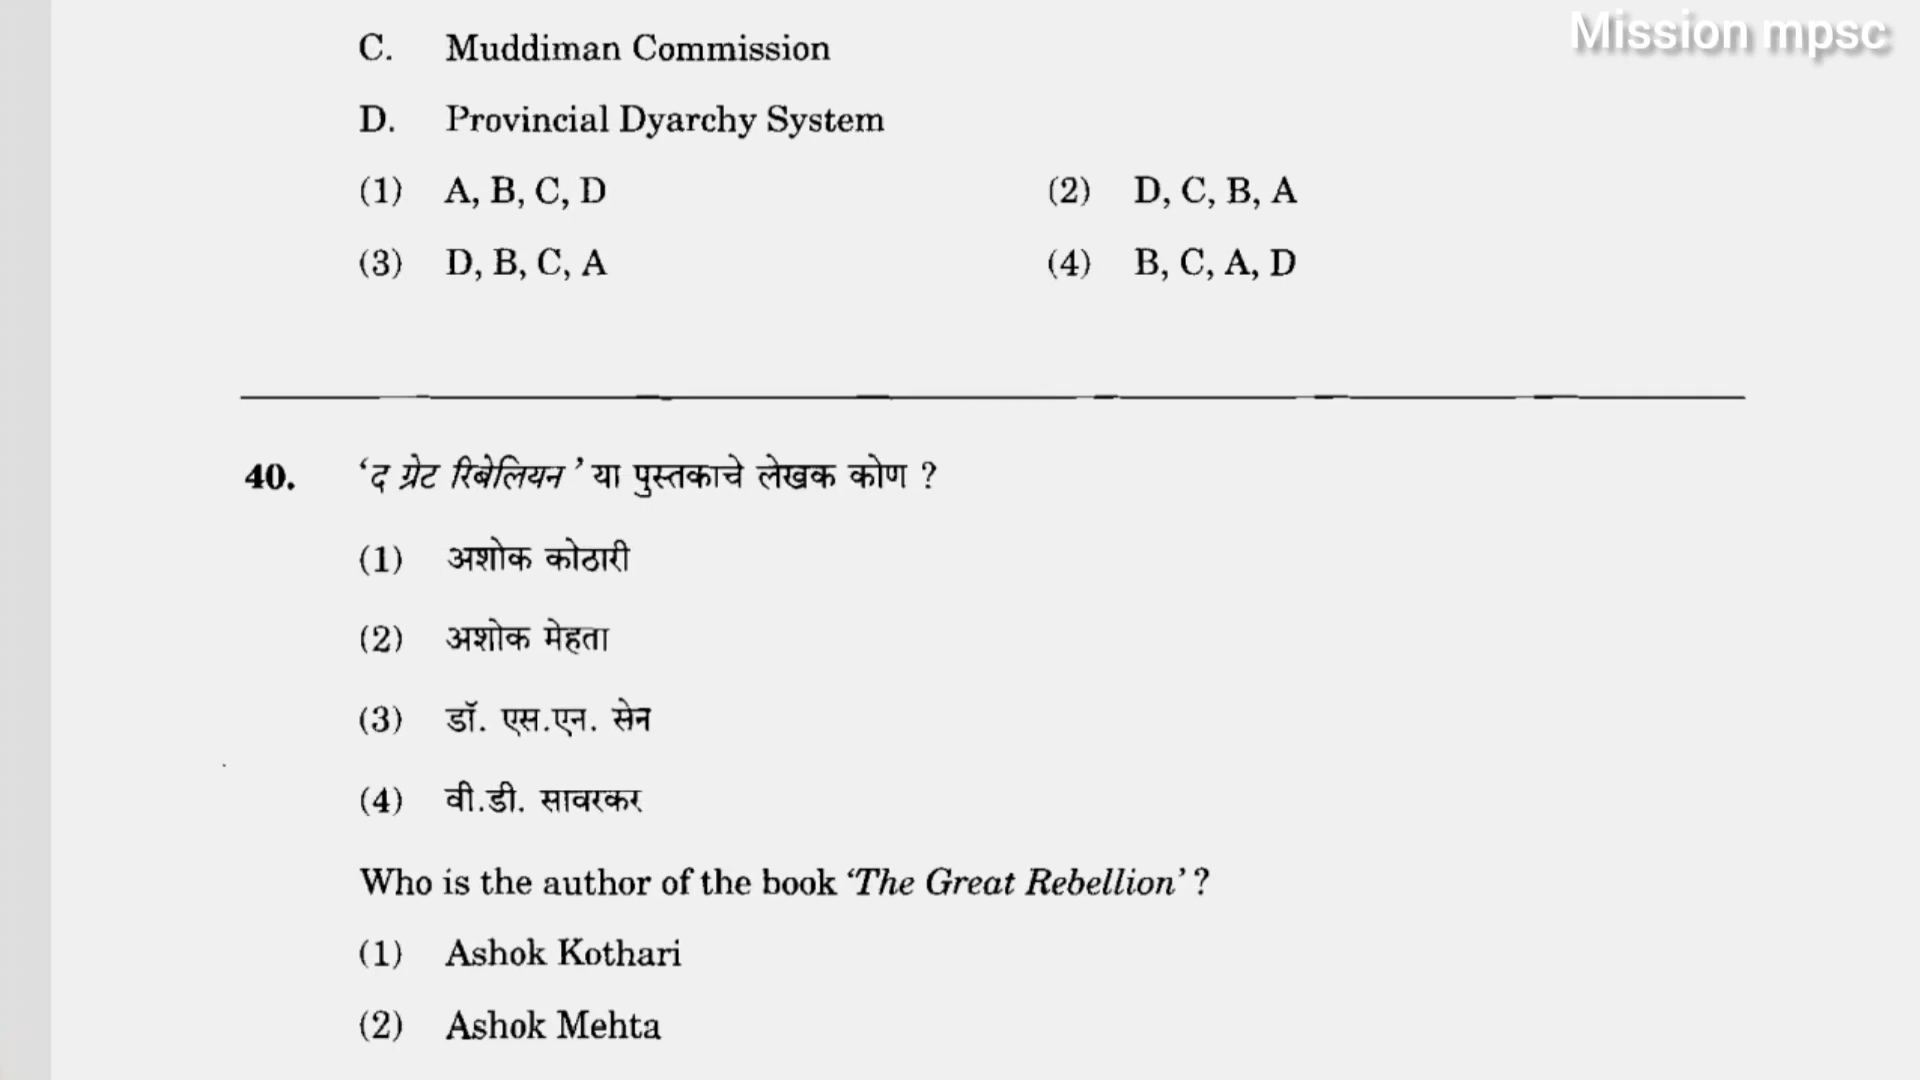 Mission mpsc
C. Muddiman Commission
D. Provincial Dyarchy System
(1) A, B, C, D (2) D, C, B, A
(3) D, B, C, A (4) B, C, A, D
40. ‘द ग्रेट रिबेलियन’ या पुस्तकाचे लेखक कोण ?
(1) अशोक कोठारी
(2) अशोक मेहता
(3) डॉ. एस.एन. सेन
(4) वी.डी. सावरकर
Who is the author of the book ‘The Great Rebellion’ ?
(1) Ashok Kothari
(2) Ashok Mehta